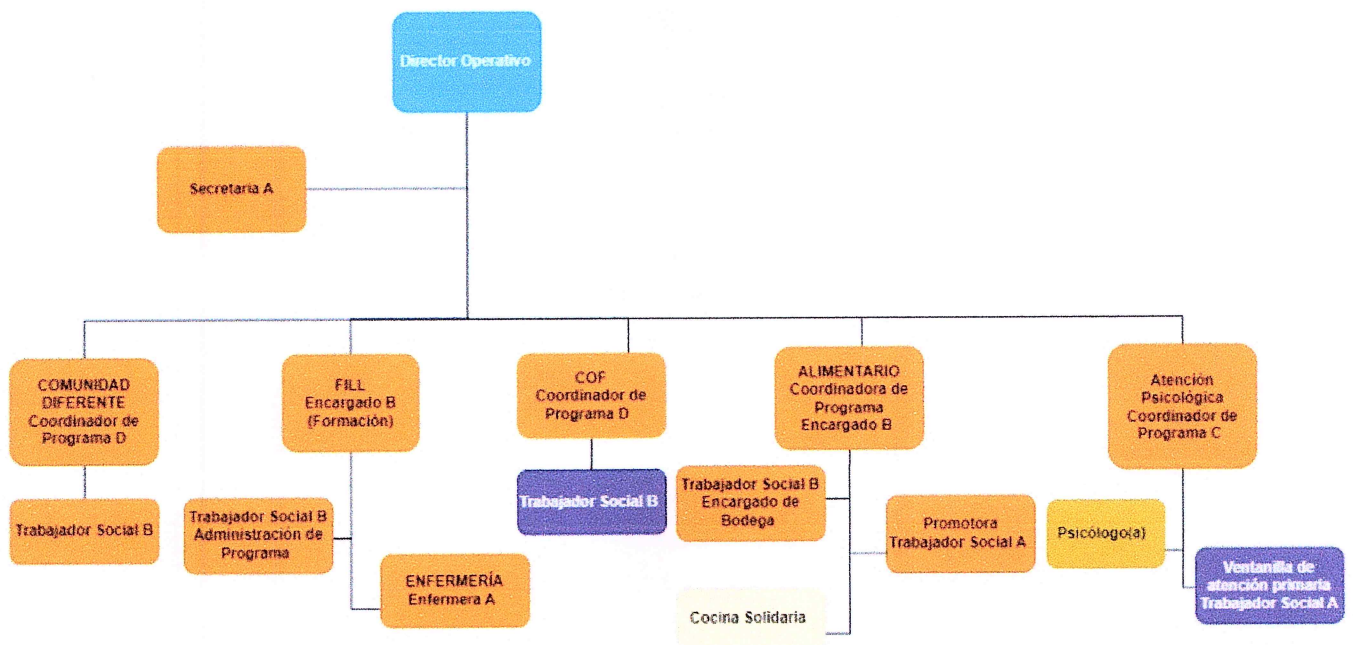 Director Operativo
Secretaria A
COMUNIDAD
DIFERENTE
Coordinador de
Programa D
Trabajador Social B
FILL
Encargado B
(Formación)
Trabajador Social B
Administración de
Programa
ENFERMERÍA
Enfermera A
COF
Coordinador de
Programa D
Trabajador Social B
ALIMENTARIO
Coordinadora de
Programa
Encargado B
Trabajador Social B
Encargado de
Bodega
Promotora
Trabajador Social A
Cocina Solidaria
Atención
Psicológica
Coordinador de
Programa C
Psicólogo(a)
Ventanilla de
atención primaria
Trabajador Social A